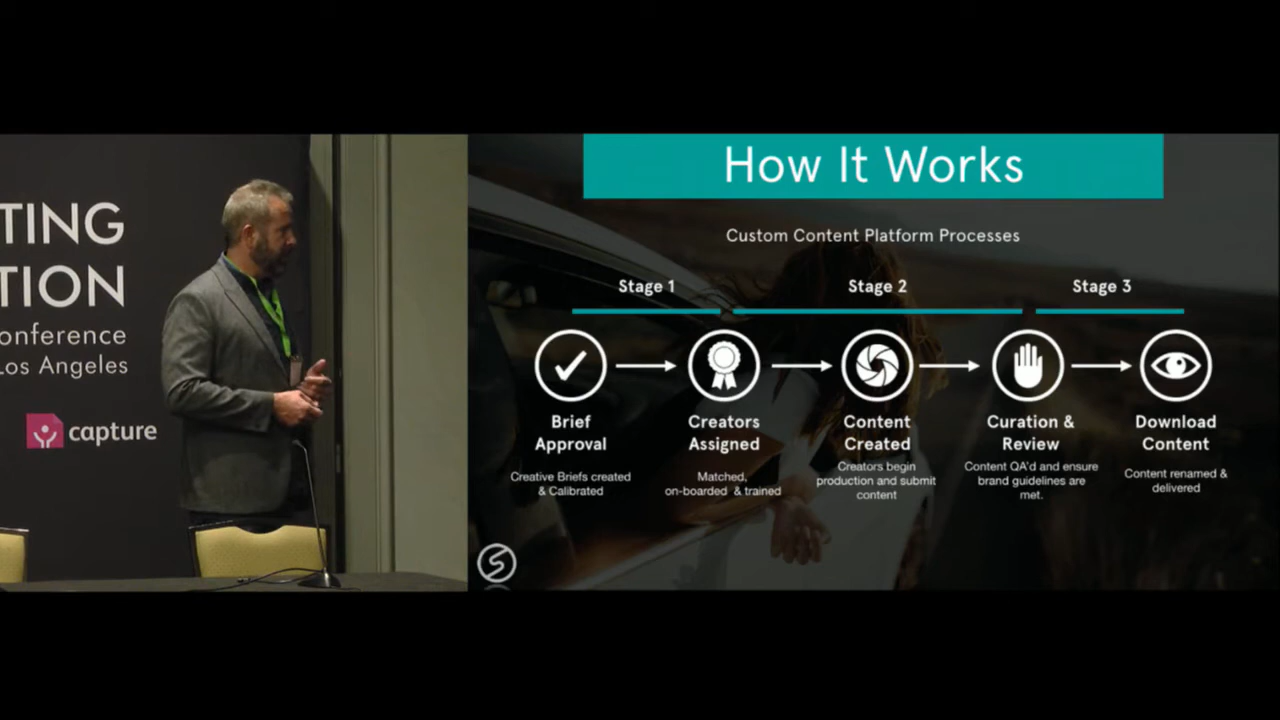 TING
TION
onference
Los Angeles
capture
How It Works
Custom Content Platform Processes
Stage 1
Stage 2
Stage 3
Brief
Approval
Creative Briefs created
& Calibrated
Creators
Assigned
Matched,
on-boarded & trained
Content
Created
Creators begin
production and submit
content
Curation &
Review
Content QA'd and ensure
brand guidelines are
met.
Download
Content
Content renamed &
delivered